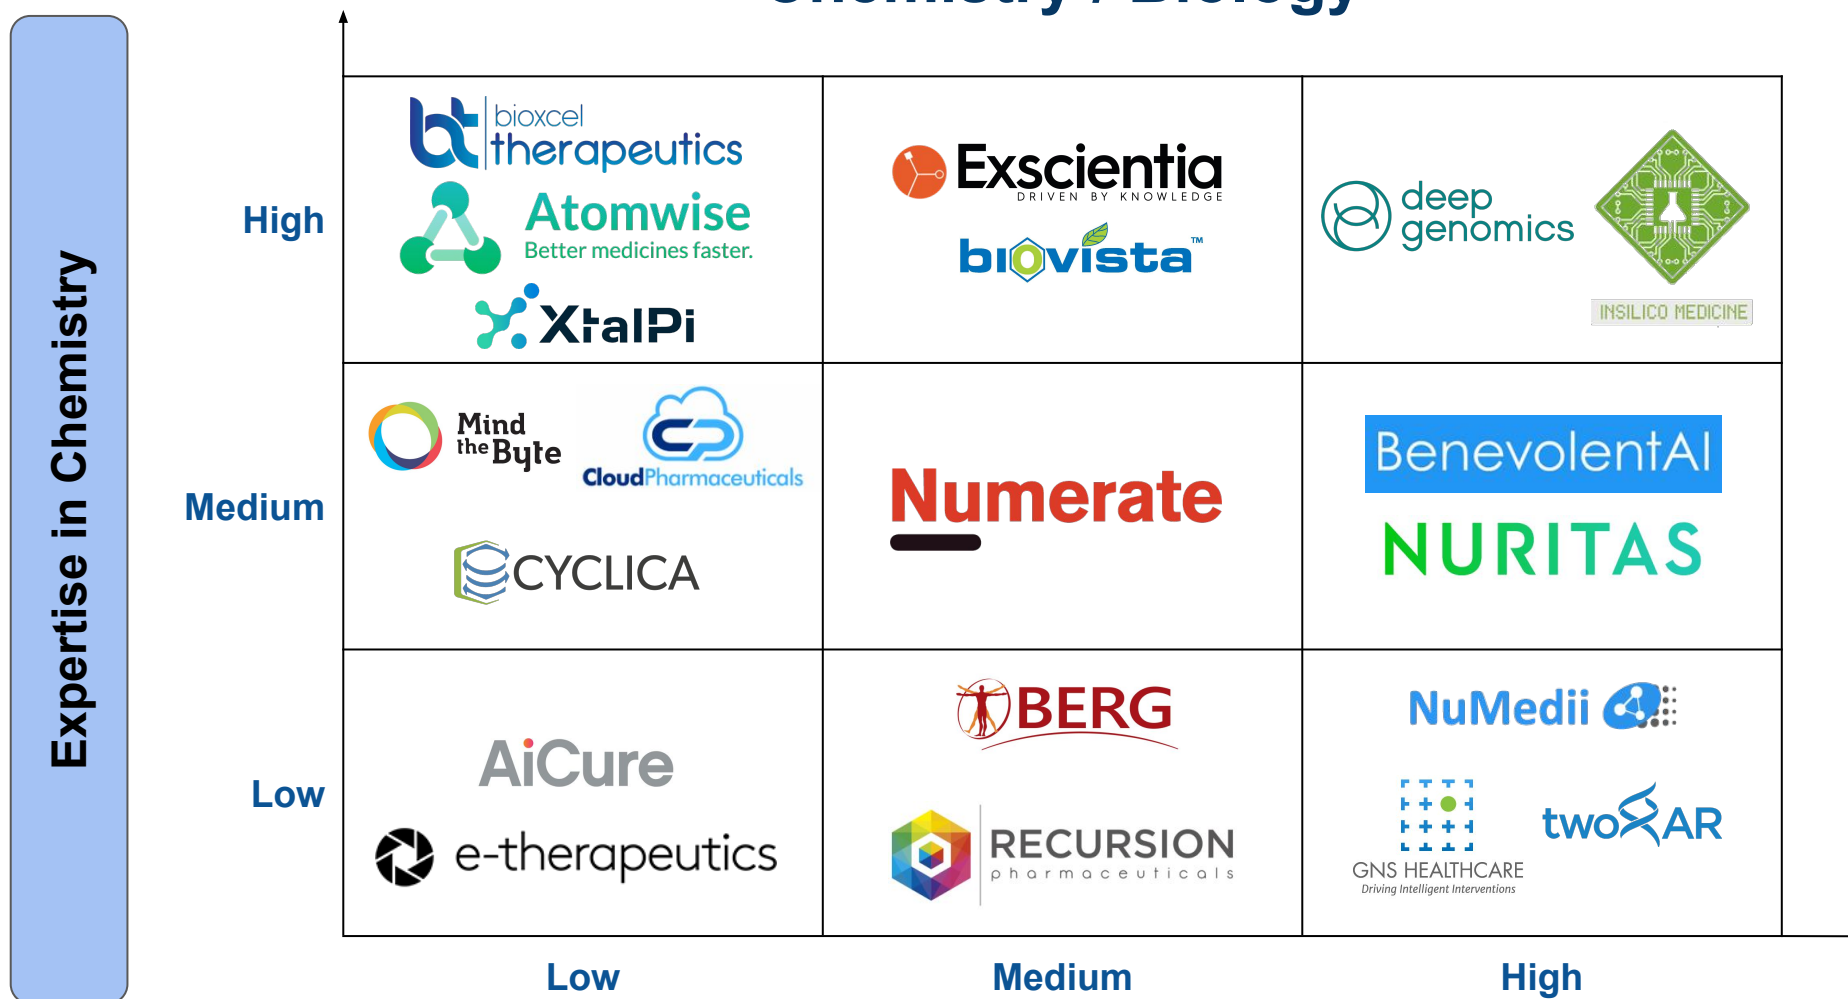 Chemistry / Biology
Expertise in Chemistry
High
bt bioxcel
therapeutics
Atomwise
Better medicines faster.
XtalPi
Exscientia
DRIVEN BY KNOWLEDGE
biovista™
deep
genomics
INSILICO MEDICINE
Medium
Mind
the Byte
CloudPharmaceuticals
CYCLICA
Numerate
BenevolentAI
NURITAS
Low
AiCure
e-therapeutics
BERG
RECURSION
pharmaceuticals
NuMedii
GNS HEALTHCARE
Driving Intelligent Interventions
twoXAR
Low
Medium
High